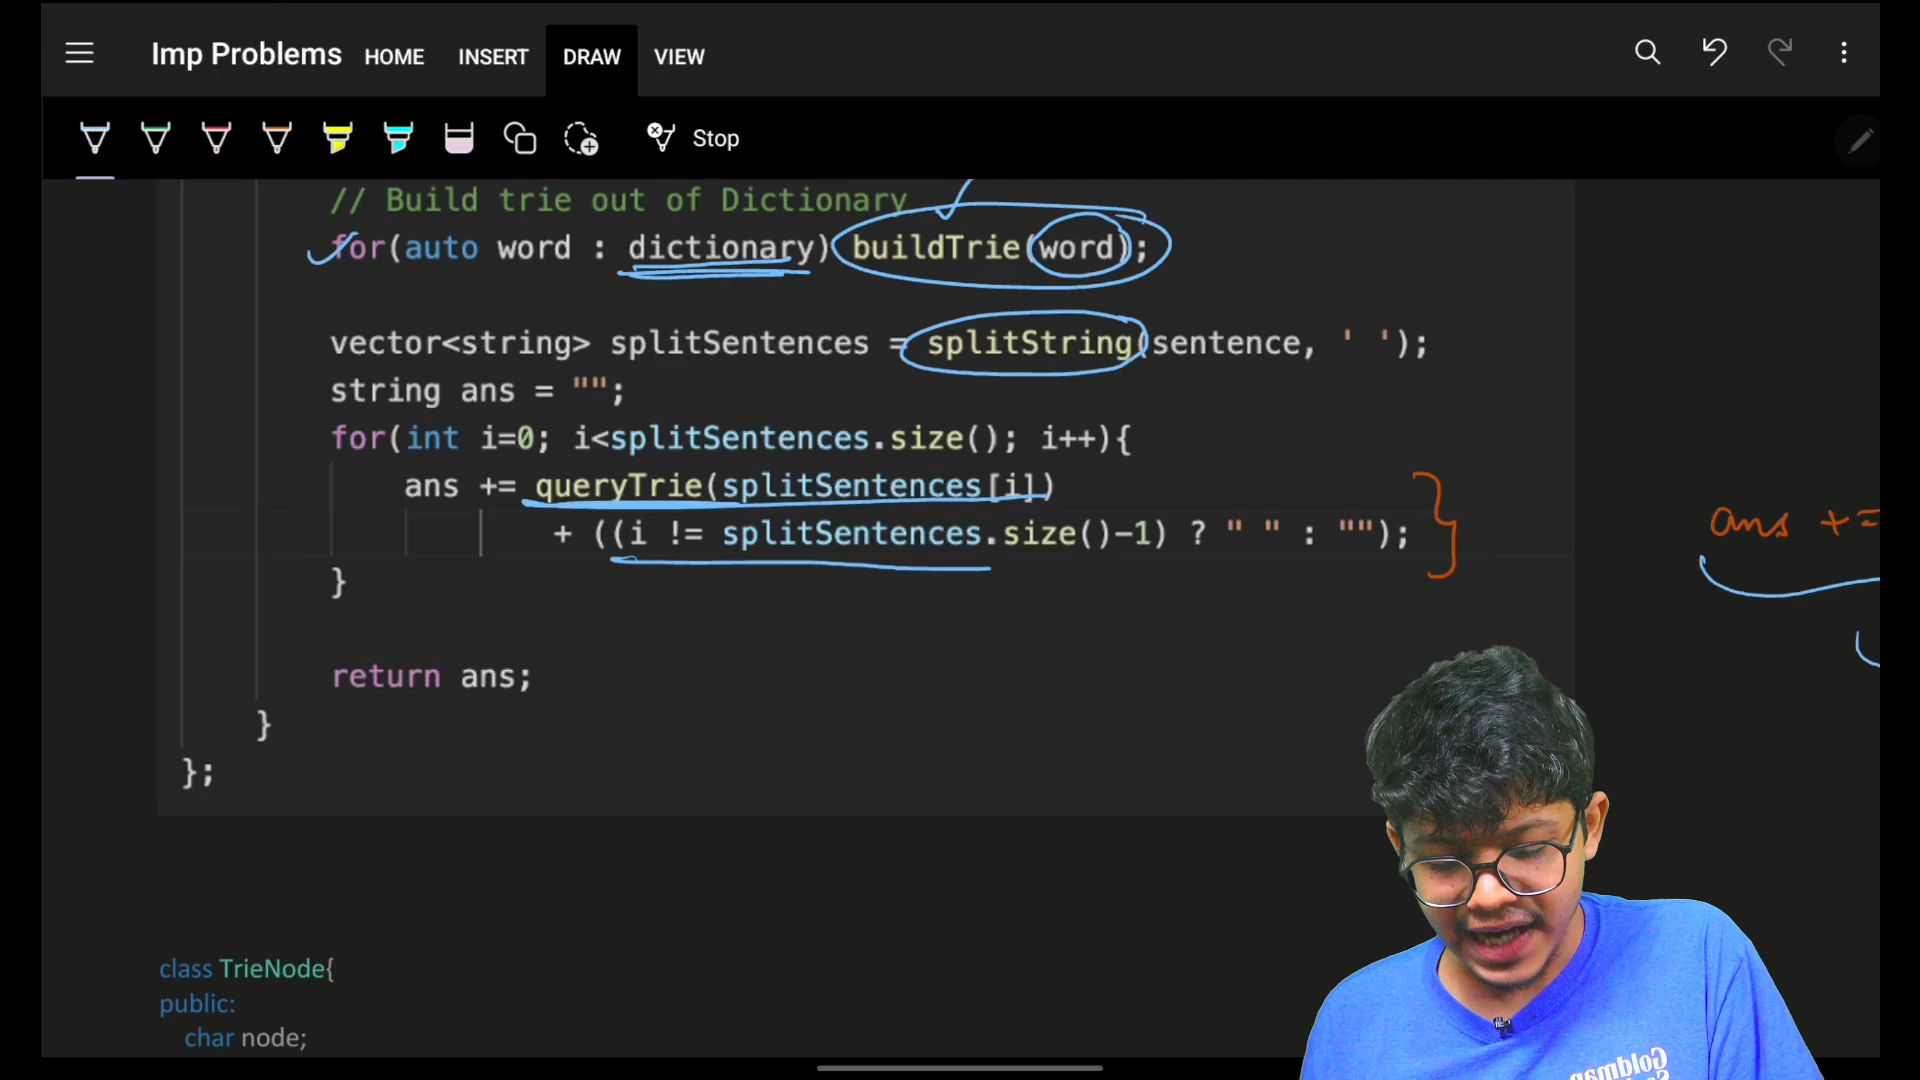 Imp Problems HOME INSERT DRAW VIEW
Stop
// Build trie out of Dictionary
for(auto word : dictionary) buildTrie(word);
vector<string> splitSentences = splitString(sentence, ' ');
string ans = "";
for(int i=0; i<splitSentences.size(); i++){
ans += queryTrie(splitSentences[i])
+ ((i != splitSentences.size()-1) ? " " : "");
ans +=
}
return ans;
}
};
class TrieNode{
public:
char node;
Goldman